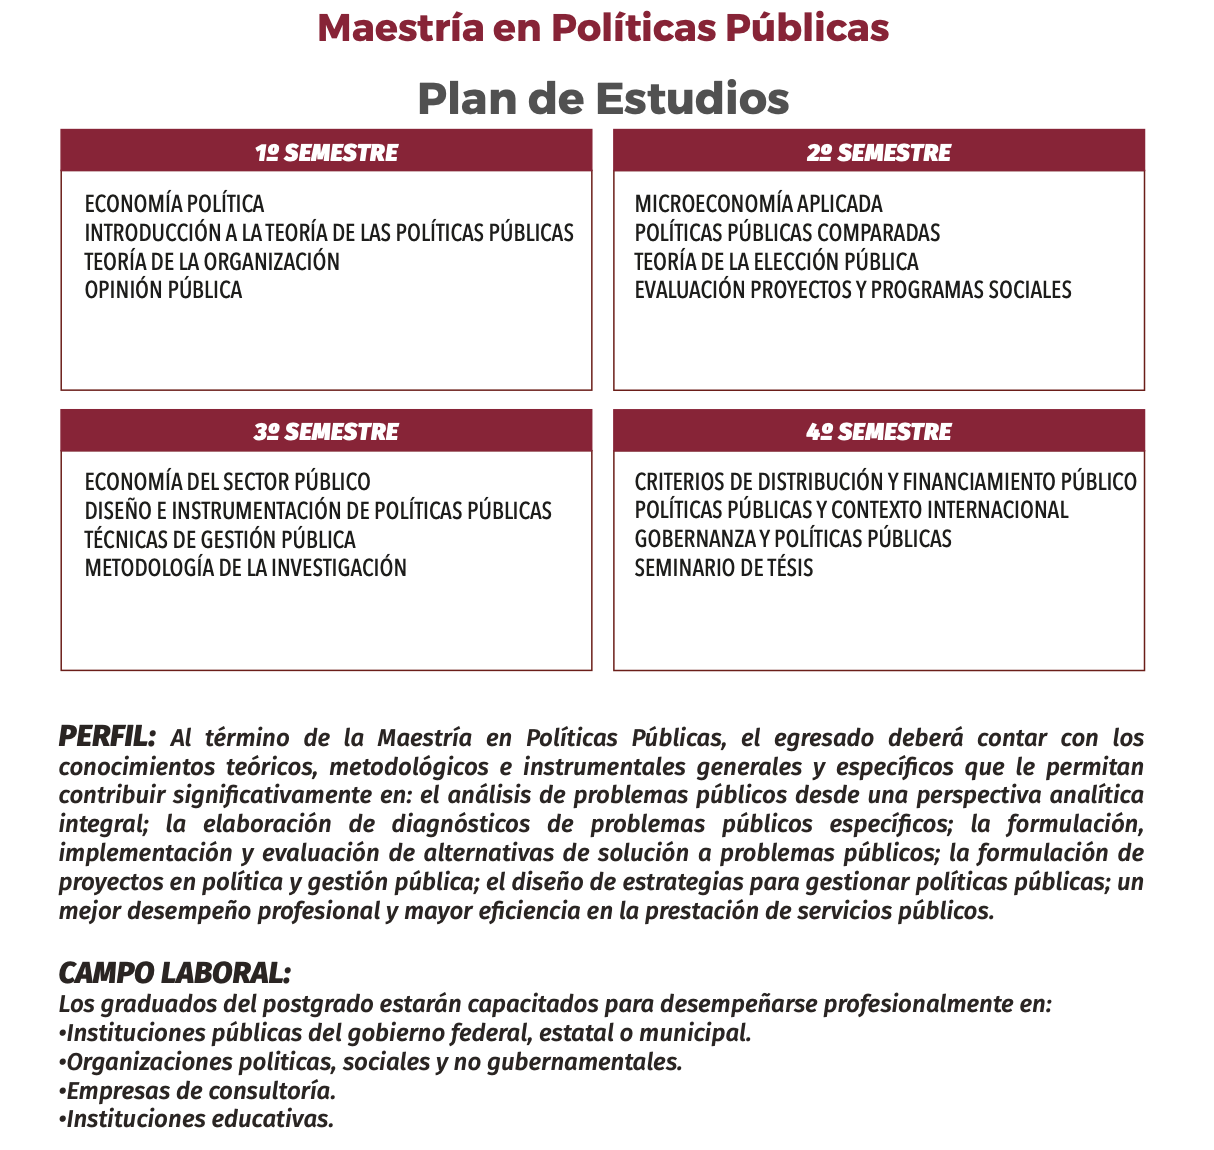 Maestría en Políticas Públicas
Plan de Estudios
1º SEMESTRE
ECONOMÍA POLÍTICA
INTRODUCCIÓN A LA TEORÍA DE LAS POLÍTICAS PÚBLICAS
TEORÍA DE LA ORGANIZACIÓN
OPINIÓN PÚBLICA
2º SEMESTRE
MICROECONOMÍA APLICADA
POLÍTICAS PÚBLICAS COMPARADAS
TEORÍA DE LA ELECCIÓN PÚBLICA
EVALUACIÓN PROYECTOS Y PROGRAMAS SOCIALES
3º SEMESTRE
ECONOMÍA DEL SECTOR PÚBLICO
DISEÑO E INSTRUMENTACIÓN DE POLÍTICAS PÚBLICAS
TÉCNICAS DE GESTIÓN PÚBLICA
METODOLOGÍA DE LA INVESTIGACIÓN
4º SEMESTRE
CRITERIOS DE DISTRIBUCIÓN Y FINANCIAMIENTO PÚBLICO
POLÍTICAS PÚBLICAS Y CONTEXTO INTERNACIONAL
GOBERNANZA Y POLÍTICAS PÚBLICAS
SEMINARIO DE TÉSIS
PERFIL: Al término de la Maestría en Políticas Públicas, el egresado deberá contar con los
conocimientos teóricos, metodológicos e instrumentales generales y específicos que le permitan
contribuir significativamente en: el análisis de problemas públicos desde una perspectiva analítica
integral; la elaboración de diagnósticos de problemas públicos específicos; la formulación,
implementación y evaluación de alternativas de solución a problemas públicos; la formulación de
proyectos en política y gestión pública; el diseño de estrategias para gestionar políticas públicas; un
mejor desempeño profesional y mayor eficiencia en la prestación de servicios públicos.
CAMPO LABORAL:
Los graduados del postgrado estarán capacitados para desempeñarse profesionalmente en:
•Instituciones públicas del gobierno federal, estatal o municipal.
•Organizaciones politicas, sociales y no gubernamentales.
•Empresas de consultoría.
•Instituciones educativas.